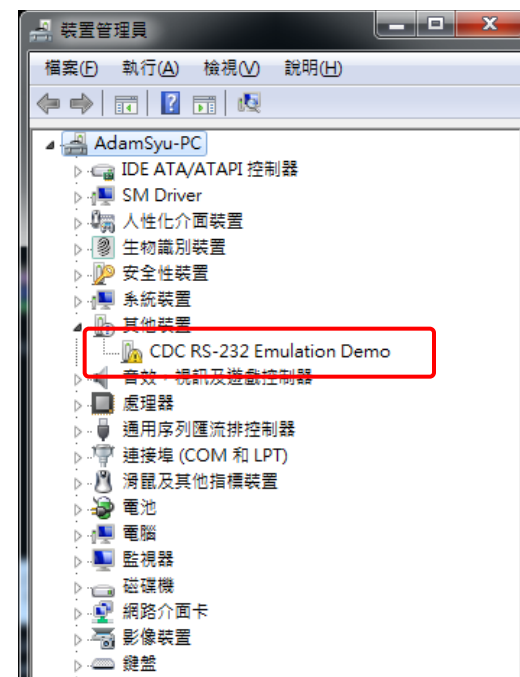 裝置管理員
檔案(F) 執行(A) 檢視(V) 說明(H)
AdamSyu-PC
IDE ATA/ATAPI 控制器
SM Driver
人性化介面裝置
生物識別裝置
安全性裝置
系統裝置
其他裝置
CDC RS-232 Emulation Demo
音效、視訊及遊戲控制器
處理器
通用序列匯流排控制器
連接埠 (COM 和 LPT)
滑鼠及其他指標裝置
電池
電腦
監視器
磁碟機
網路介面卡
影像裝置
鍵盤